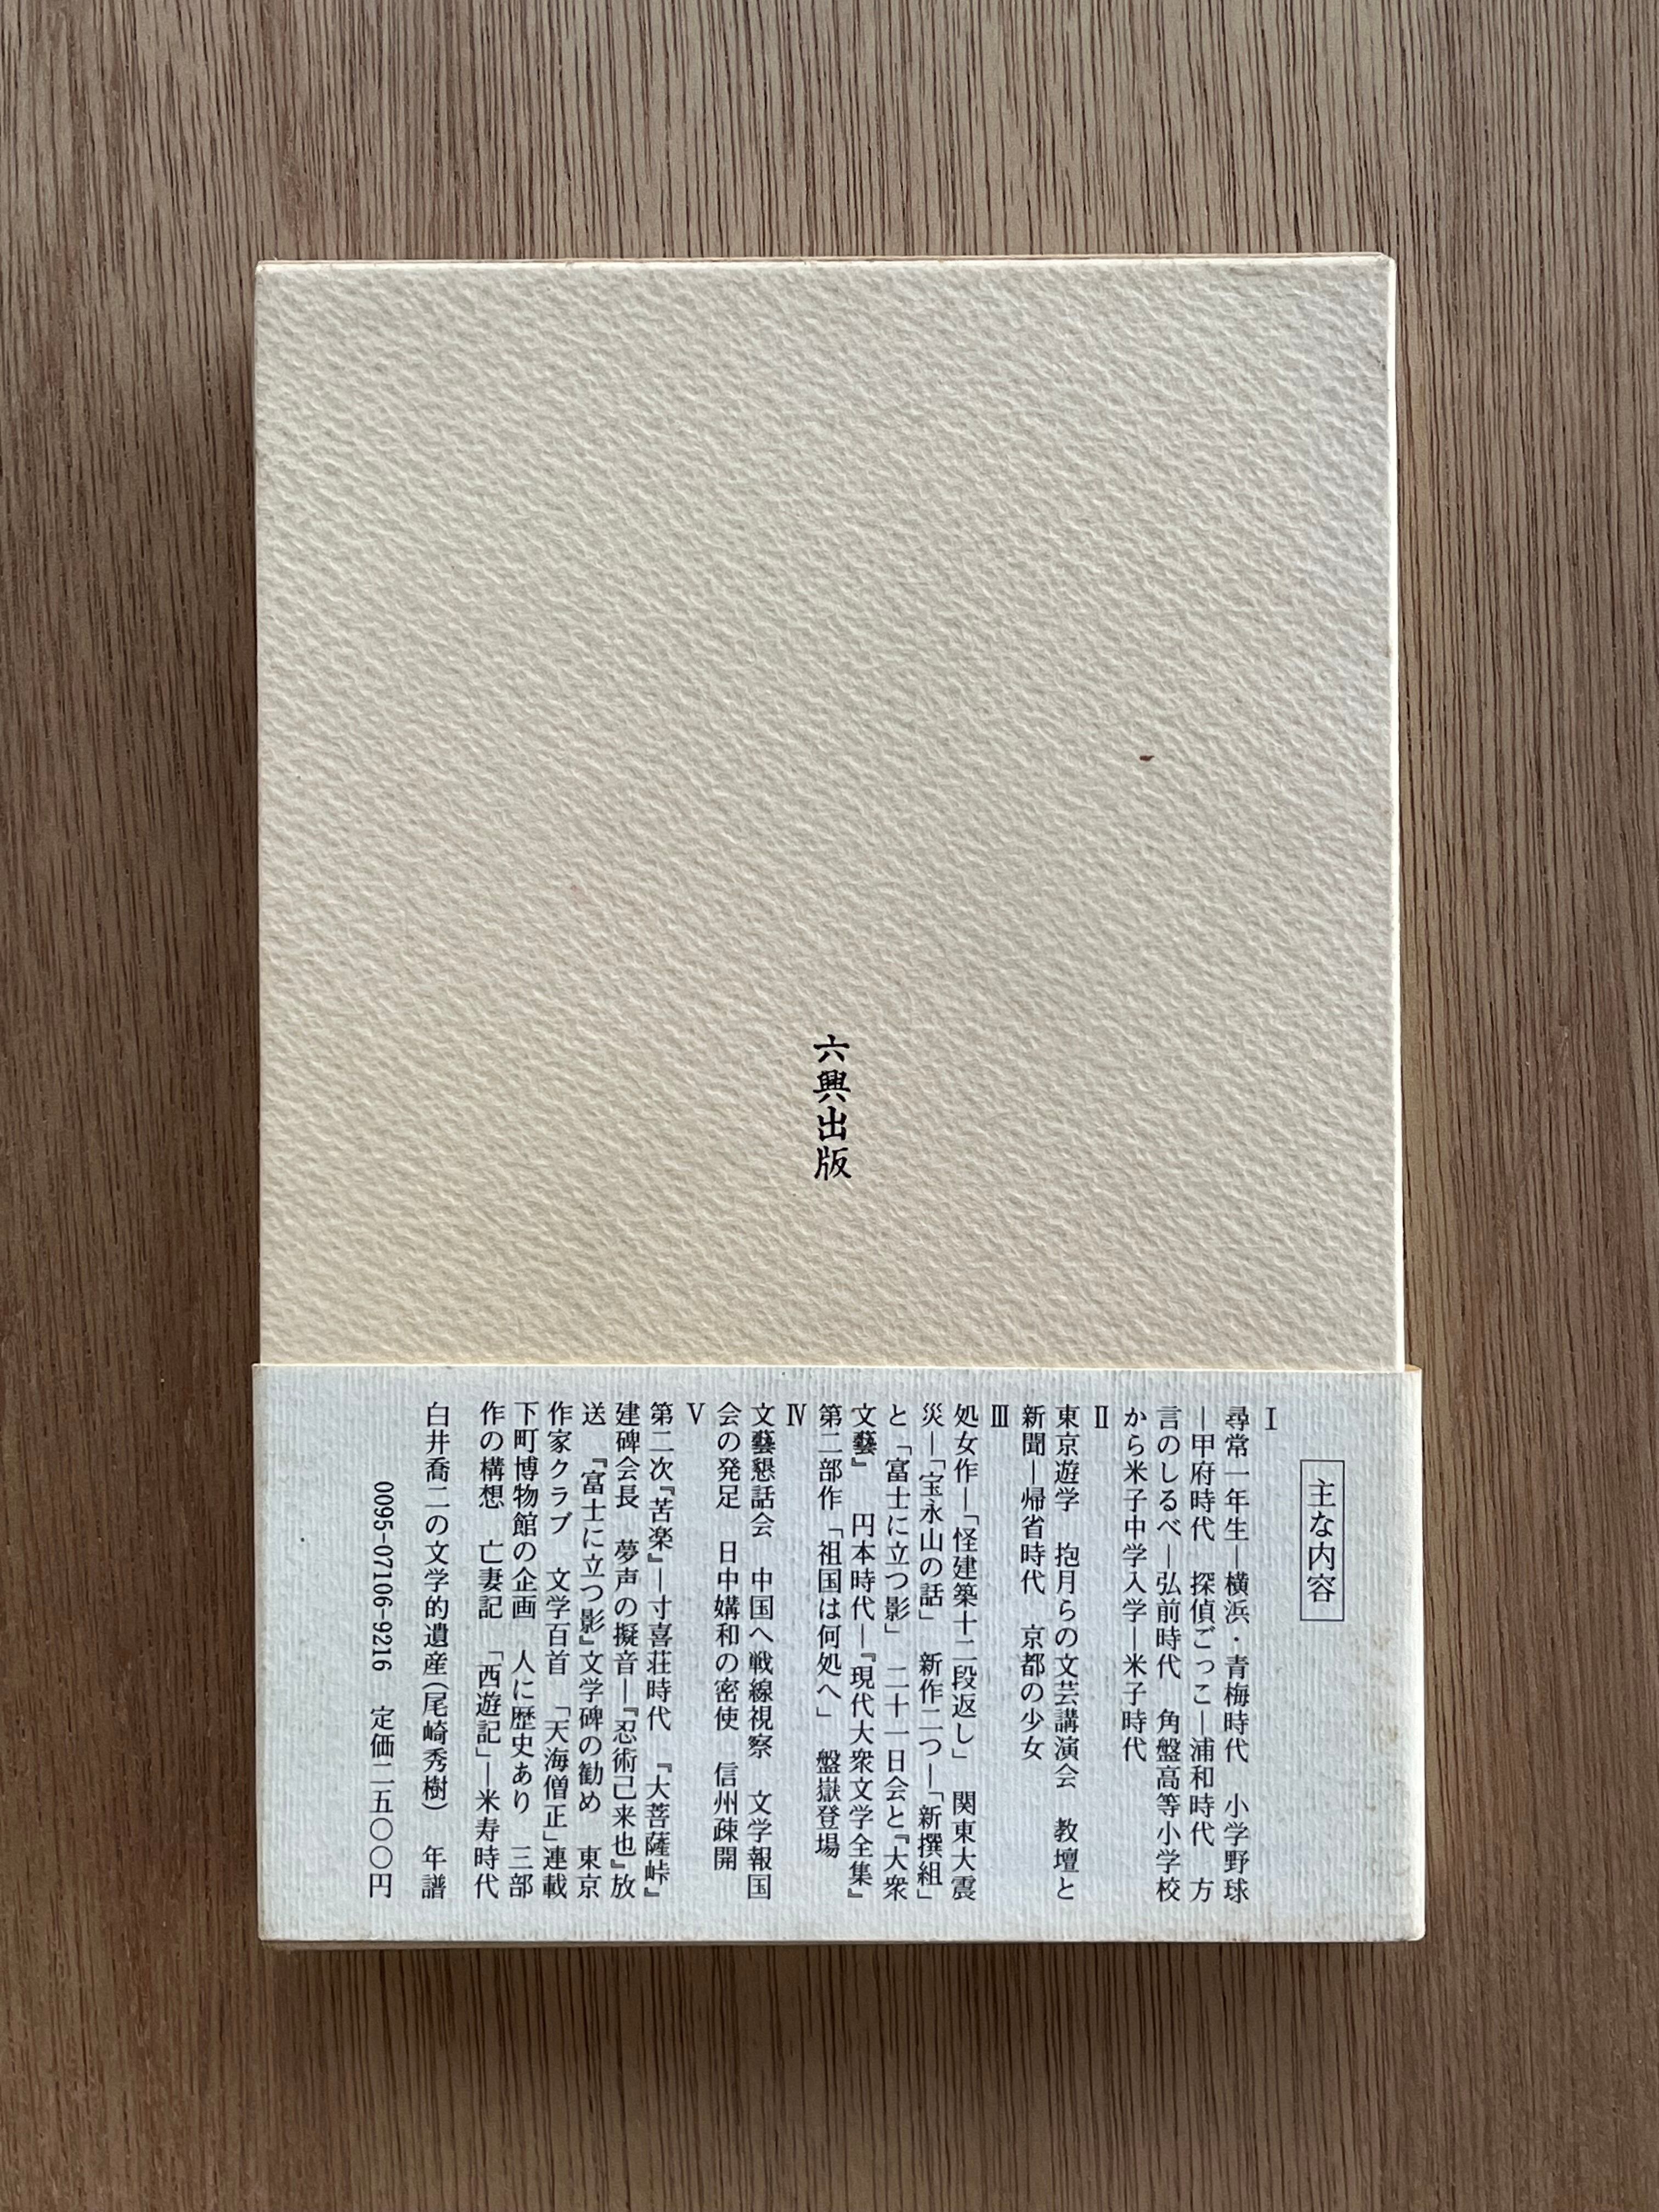 六興出版
主な内容
Ⅰ
尋常一年生―横浜・青梅時代　小学野球
―甲府時代　探偵ごっこ―浦和時代　方
言のしるべ―弘前時代　角盤高等小学校
から米子中学入学―米子時代
Ⅱ
東京遊学　抱月らの文芸講演会　教壇と
新聞―帰省時代　京都の少女
Ⅲ
処女作―「怪建築十二段返し」　関東大震
災―「宝永山の話」　新作二つ―「新撰組」
と「富士に立つ影」　二十一日会と『大衆
文藝』　円本時代―『現代大衆文学全集』
第二部作「祖国は何処へ」　盤嶽登場
Ⅳ
文藝懇話会　中国へ戦線視察　文学報国
会の発足　日中媾和の密使　信州疎開
Ⅴ
第二次『苦楽』―寸喜荘時代　『大菩薩峠』
建碑会長　夢声の擬音―『忍術己来也』放
送　『富士に立つ影』文学碑の勧め　東京
作家クラブ　文学百首　「天海僧正」連載
下町博物館の企画　人に歴史あり　三部
作の構想　亡妻記　「西遊記」―米寿時代
白井喬二の文学的遺産（尾崎秀樹）　年譜
0095-07106-9216　定価二五〇〇円